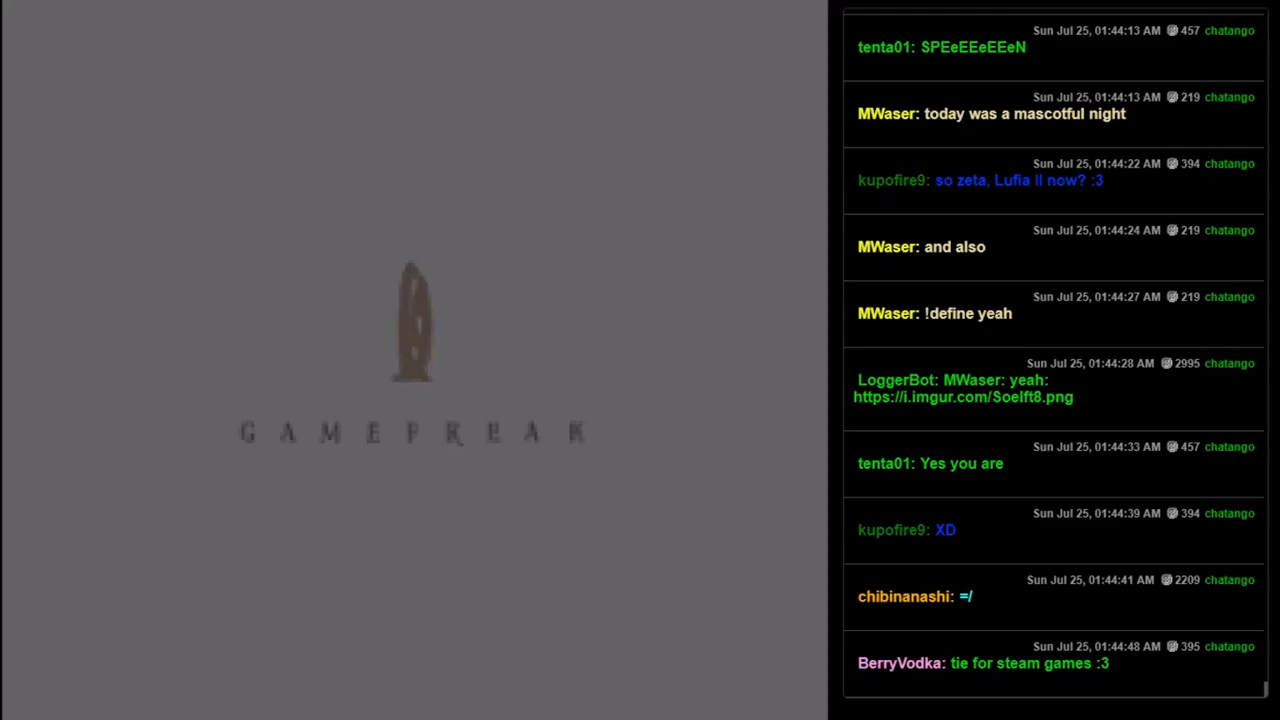 G A M E F R E A K
Sun Jul 25, 01:44:13 AM 457 chatango
tenta01: SPEeEEeEEeN
Sun Jul 25, 01:44:13 AM 219 chatango
MWaser: today was a mascotful night
Sun Jul 25, 01:44:22 AM 394 chatango
kupofire9: so zeta, Lufia II now? :3
Sun Jul 25, 01:44:24 AM 219 chatango
MWaser: and also
Sun Jul 25, 01:44:27 AM 219 chatango
MWaser: !define yeah
Sun Jul 25, 01:44:28 AM 2995 chatango
LoggerBot: MWaser: yeah:
https://i.imgur.com/Soelft8.png
Sun Jul 25, 01:44:33 AM 457 chatango
tenta01: Yes you are
Sun Jul 25, 01:44:39 AM 394 chatango
kupofire9: XD
Sun Jul 25, 01:44:41 AM 2209 chatango
chibinanashi: =/
Sun Jul 25, 01:44:48 AM 395 chatango
BerryVodka: tie for steam games :3